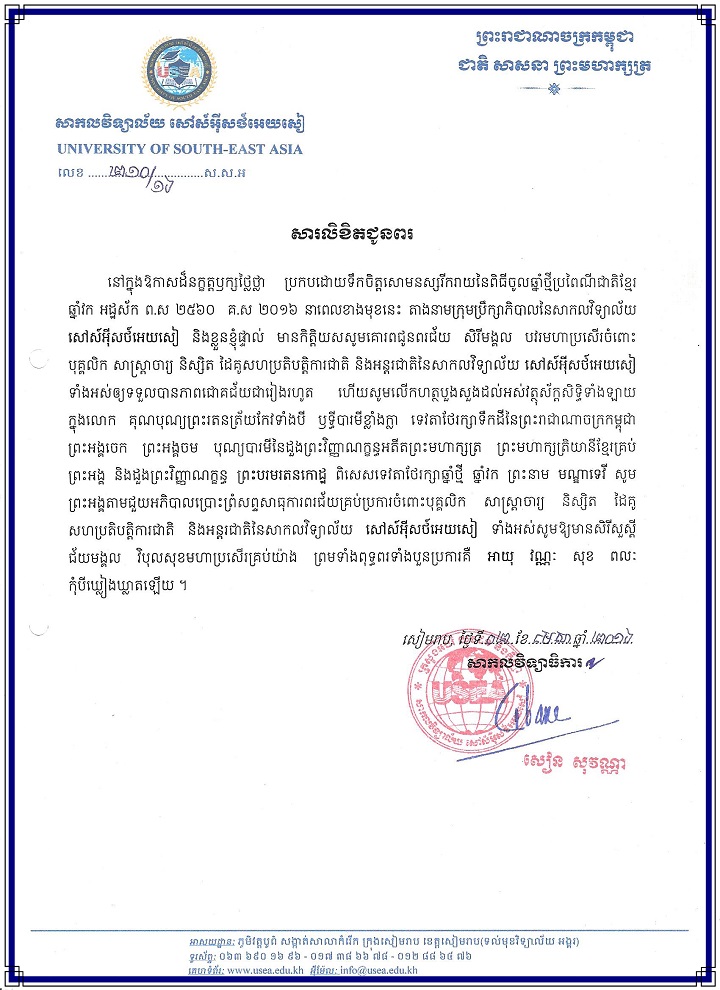 ព្រះរាជាណាចក្រកម្ពុជា
ជាតិ សាសនា ព្រះមហាក្សត្រ
សាកលវិទ្យាល័យ សៅស៍អ៊ីសថ៍អេយសៀ
UNIVERSITY OF SOUTH-EAST ASIA
លេខ ......២១០/១៦............ស.ស.អ
សារលិខិតជូនពរ
នៅក្នុងឱកាសដ៏នក្ខត្តឫក្សថ្លៃថ្លា ប្រកបដោយទឹកចិត្តសោមនស្សរីករាយនៃពិធីចូលឆ្នាំថ្មីប្រពៃណីជាតិខ្មែរ
ឆ្នាំវក អដ្ឋស័ក ព.ស ២៥៦០ គ.ស ២០១៦ នាពេលខាងមុខនេះ តាងនាមក្រុមប្រឹក្សាភិបាលនៃសាកលវិទ្យាល័យ
សៅស៍អ៊ីសថ៍អេយសៀ និងខ្លួនខ្ញុំផ្ទាល់ មានកិត្តិយសសូមគោរពជូនពរជ័យ សិរីមង្គល បវរមហាប្រសើរចំពោះ
បុគ្គលិក សាស្ត្រាចារ្យ និស្សិត ដៃគូសហប្រតិបត្តិការជាតិ និងអន្តរជាតិនៃសាកលវិទ្យាល័យ សៅស៍អ៊ីសថ៍អេយសៀ
ទាំងអស់ឲ្យទទួលបានភាពជោគជ័យជារៀងរហូត ហើយសូមលើកហត្ថបួងសួងដល់អស់វត្ថុស័ក្តសិទ្ធិទាំងឡាយ
ក្នុងលោក គុណបុណ្យព្រះរតនត្រ័យកែវទាំងបី ឫទ្ធីបារមីខ្លាំងក្លា ទេវតាថែរក្សាទឹកដីនៃព្រះរាជាណាចក្រកម្ពុជា
ព្រះអង្គចេក ព្រះអង្គចម បុណ្យបារមីនៃដួងព្រះវិញ្ញាណក្ខន្ធអតីតព្រះមហាក្សត្រ ព្រះមហាក្សត្រិយានីខ្មែរគ្រប់
ព្រះអង្គ និងដួងព្រះវិញ្ញាណក្ខន្ធ ព្រះបរមរតនកោដ្ឋ ពិសេសទេវតាថែរក្សាឆ្នាំថ្មី ឆ្នាំវក ព្រះនាម មណ្ឌាទេវី សូម
ព្រះអង្គតាមជួយអភិបាលប្រោះព្រំសព្ទសាធុការពរជ័យគ្រប់ប្រការចំពោះបុគ្គលិក សាស្ត្រាចារ្យ និស្សិត ដៃគូ
សហប្រតិបត្តិការជាតិ និងអន្តរជាតិនៃសាកលវិទ្យាល័យ សៅស៍អ៊ីសថ៍អេយសៀ ទាំងអស់សូមឱ្យមានសិរីសួស្តី
ជ័យមង្គល វិបុលសុខមហាប្រសើរគ្រប់យ៉ាង ព្រមទាំងពុទ្ធពរទាំងបួនប្រការគឺ អាយុ វណ្ណៈ សុខៈ ពលៈ
កុំបីឃ្លៀងឃ្លាតឡើយ ។
សៀមរាប ថ្ងៃទី.០៤.ខែ.មេសា.ឆ្នាំ.២០១៦.
សាកលវិទ្យាធិការ
USEA
សាកលវិទ្យាល័យ សៅស៍អ៊ីសថ៍អេយសៀ
សៀន សុវណ្ណា
អាសយដ្ឋាន: ភូមិវត្តបូព៌ សង្កាត់សាលាកំរើក ក្រុងសៀមរាប ខេត្តសៀមរាប(ទល់មុខវិទ្យាល័យ អង្គរ)
ទូរស័ព្ទ: ០៦៣ ៦៩០ ១៦ ៩៦ - ០១៧ ៣៨ ៦៦ ៧៨ - ០១២ ៨៨ ៦៤ ៧៦
គេហទំព័រ: www.usea.edu.kh អ៊ីម៉ែល: info@usea.edu.kh